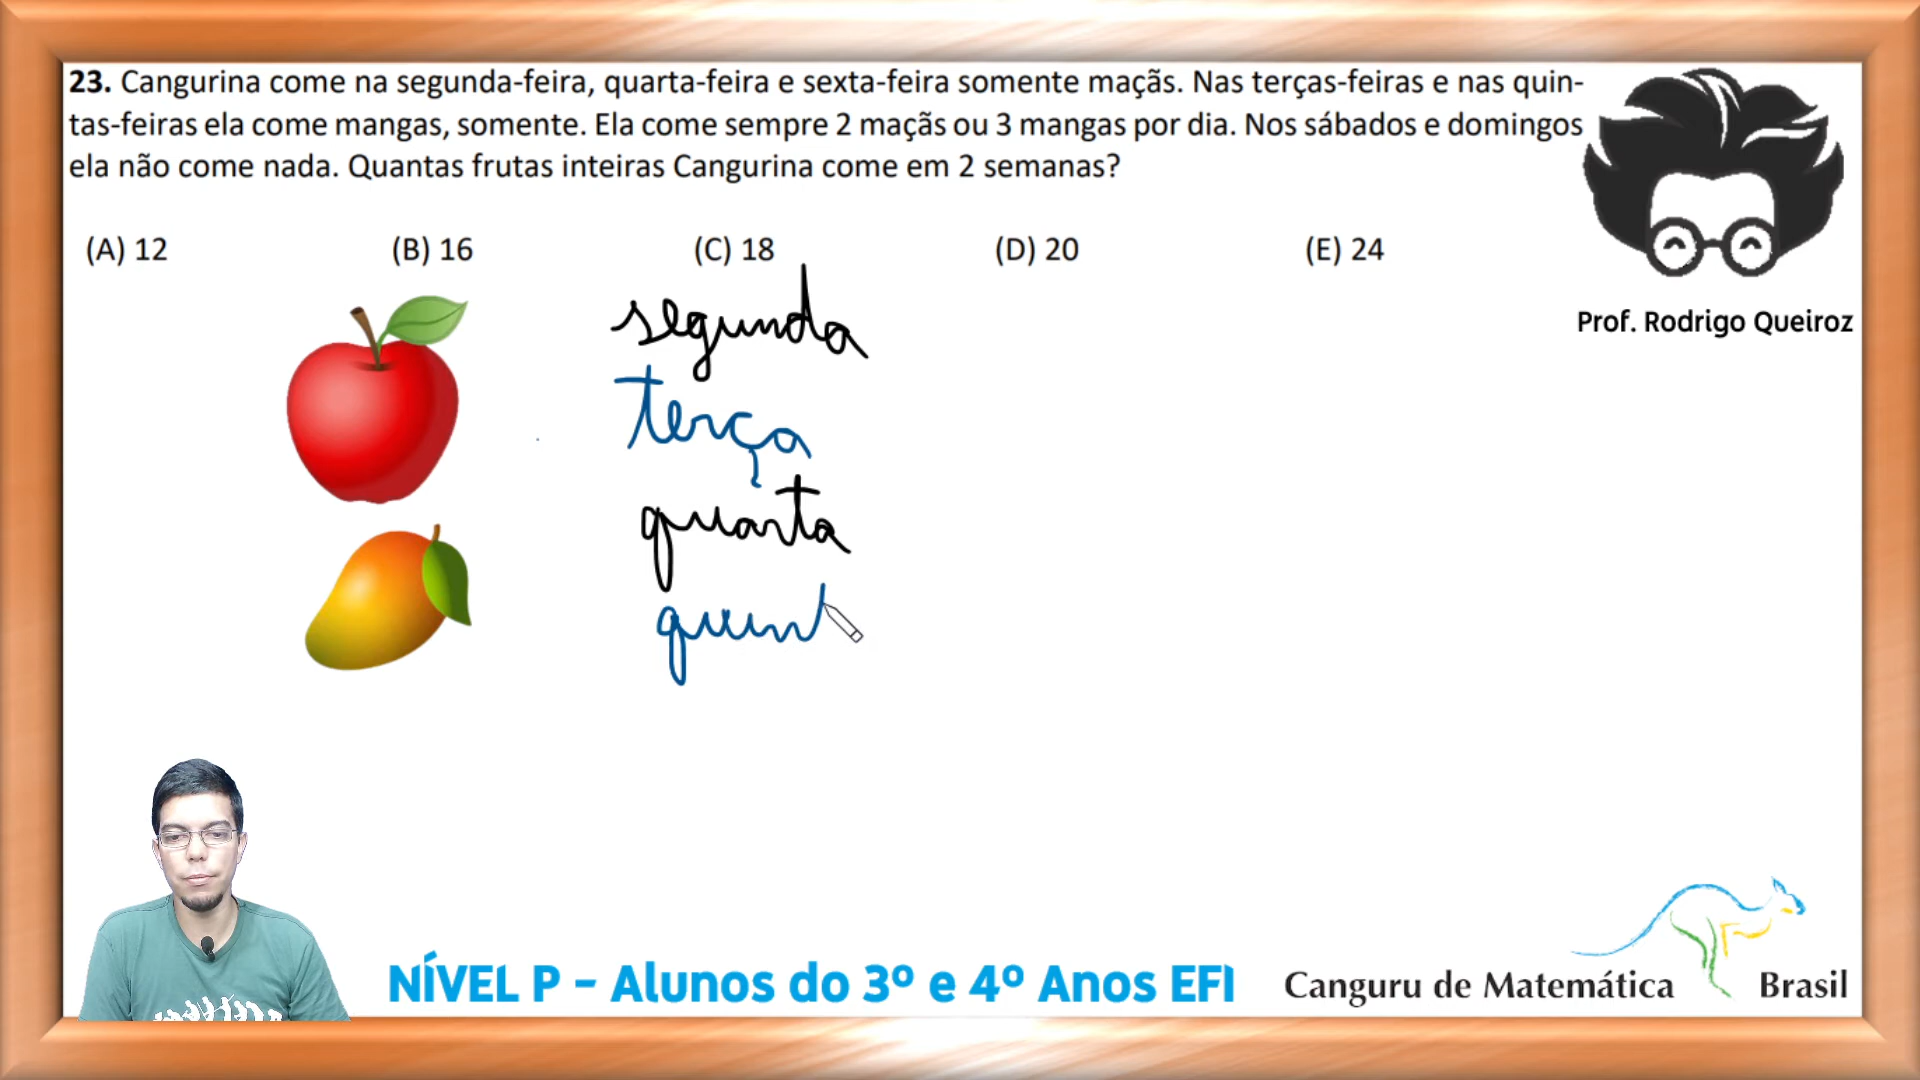 23. Cangurina come na segunda-feira, quarta-feira e sexta-feira somente maçãs. Nas terças-feiras e nas quin-
tas-feiras ela come mangas, somente. Ela come sempre 2 maçãs ou 3 mangas por dia. Nos sábados e domingos
ela não come nada. Quantas frutas inteiras Cangurina come em 2 semanas?
(A) 12 (B) 16 (C) 18 (D) 20 (E) 24
Prof. Rodrigo Queiroz
segunda
terça
quarta
quint
NÍVEL P - Alunos do 3º e 4º Anos EFI
Canguru de Matemática Brasil